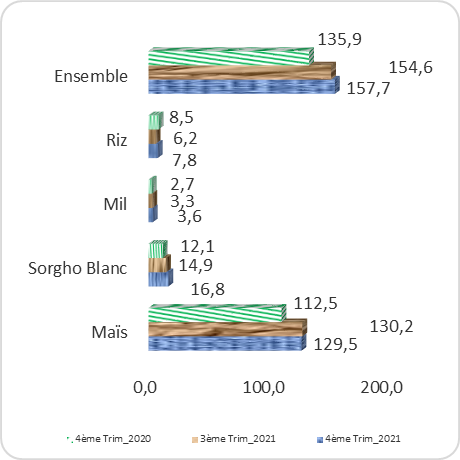 135,9
Ensemble
154,6
157,7
8,5
Riz
6,2
7,8
2,7
Mil
3,3
3,6
12,1
Sorgho Blanc
14,9
16,8
112,5
Maïs
130,2
129,5
0,0 100,0 200,0
4ème Trim_2020 3ème Trim_2021 4ème Trim_2021